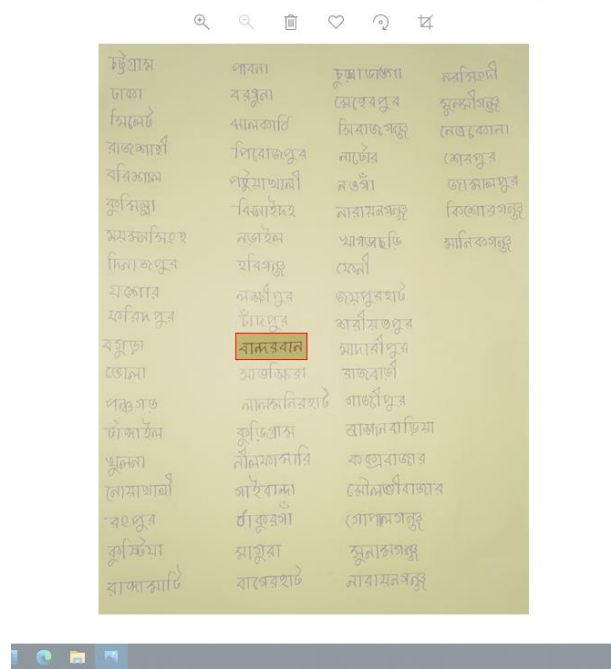 চট্টগ্রাম পাবনা চুয়াডাঙ্গা নরসিংদী
ঢাকা বরগুনা মেহেরপুর মুন্সীগঞ্জ
সিলেট ঝালকাঠি সিরাজগঞ্জ নেত্রকোনা
রাজশাহী পিরোজপুর নাটোর শেরপুর
বরিশাল পটুয়াখালী নওগাঁ জামালপুর
কুমিল্লা ঝিনাইদহ নারায়নগঞ্জ কিশোরগঞ্জ
ময়মনসিংহ নড়াইল খাগড়াছড়ি মানিকগঞ্জ
দিনাজপুর হবিগঞ্জ ফেনী
যশোর লক্ষ্মীপুর জয়পুরহাট
ফরিদপুর চাঁদপুর শরীয়তপুর
বগুড়া বান্দরবান মাদারীপুর
ভোলা সাতক্ষিরা রাজবাড়ী
পঞ্চগড় লালমনিরহাট গাজীপুর
টাঙ্গাইল কুড়িগ্রাম ব্রাহ্মনবাড়িয়া
খুলনা নীলফামারি কক্সবাজার
নোয়াখালী গাইবান্ধা মৌলভীবাজার
রংপুর ঠাকুরগাঁ গোপালগঞ্জ
কুষ্টিয়া মাগুরা সুনামগঞ্জ
রাঙ্গামাটি বাগেরহাট নারায়নগঞ্জ